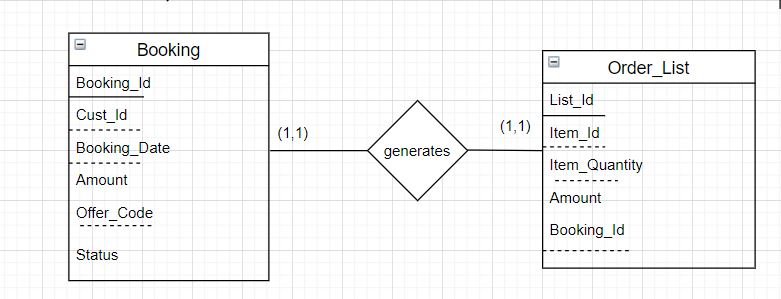 Booking
Booking_Id
Cust_Id
Booking_Date
Amount
Offer_Code
Status
(1,1)
generates
(1,1)
Order_List
List_Id
Item_Id
Item_Quantity
Amount
Booking_Id